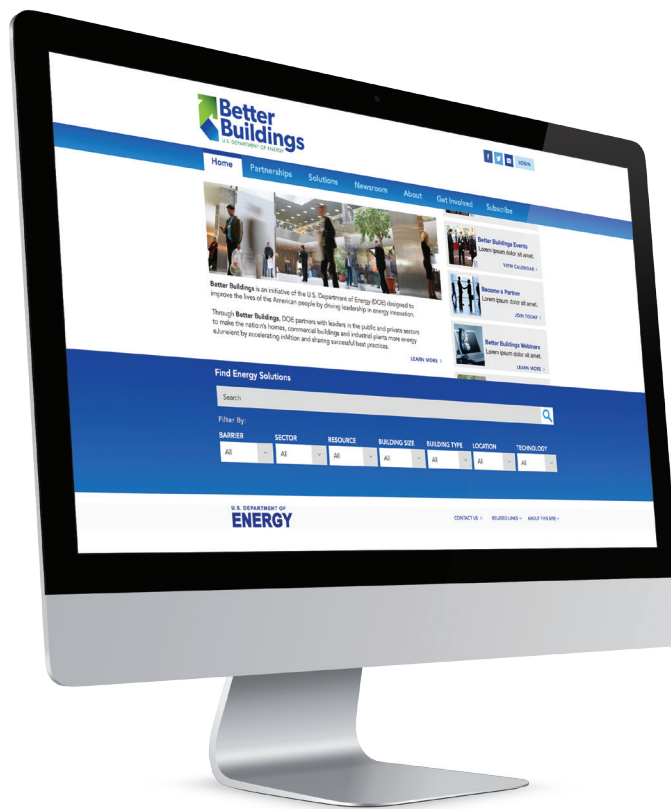 Better
Buildings
U.S. DEPARTMENT OF ENERGY
f
LOGIN
Home Partnerships Solutions Newsroom About Get Involved Subscribe
Better Buildings Events
Lorem ipsum dolor sit amet.
VIEW CALENDAR >
Become a Partner
Lorem ipsum dolor sit amet.
JOIN TODAY >
Better Buildings Webinars
Lorem ipsum dolor sit amet.
LEARN MORE >
Better Buildings is an initiative of the U.S. Department of Energy (DOE) designed to
improve the lives of the American people by driving leadership in energy innovation.
Through Better Buildings, DOE partners with leaders in the public and private sectors
to make the nation's homes, commercial buildings and industrial plants more energy
eJuneient by accelerating inMtion and sharing successful best practices.
LEARN MORE >
Find Energy Solutions
Search
Filter By:
BARRIER SECTOR RESOURCE BUILDING SIZE BUILDING TYPE LOCATION TECHNOLOGY
All All All All All All All
U.S. DEPARTMENT OF
ENERGY
CONTACT US > RELATED LINKS ABOUT THIS SITE